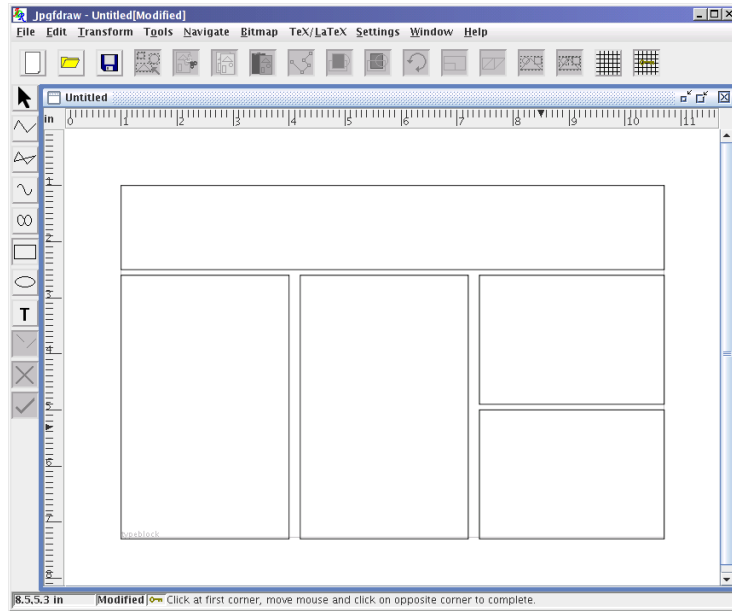 Jpgfdraw - Untitled[Modified]
File Edit Transform Tools Navigate Bitmap TeX/LaTeX Settings Window Help
Untitled
in 0 1 2 3 4 5 6 7 8 9 10 11
1
2
3
4
T
5
6
7
typeblock
8
8.5,5.3 in Modified Click at first corner, move mouse and click on opposite corner to complete.